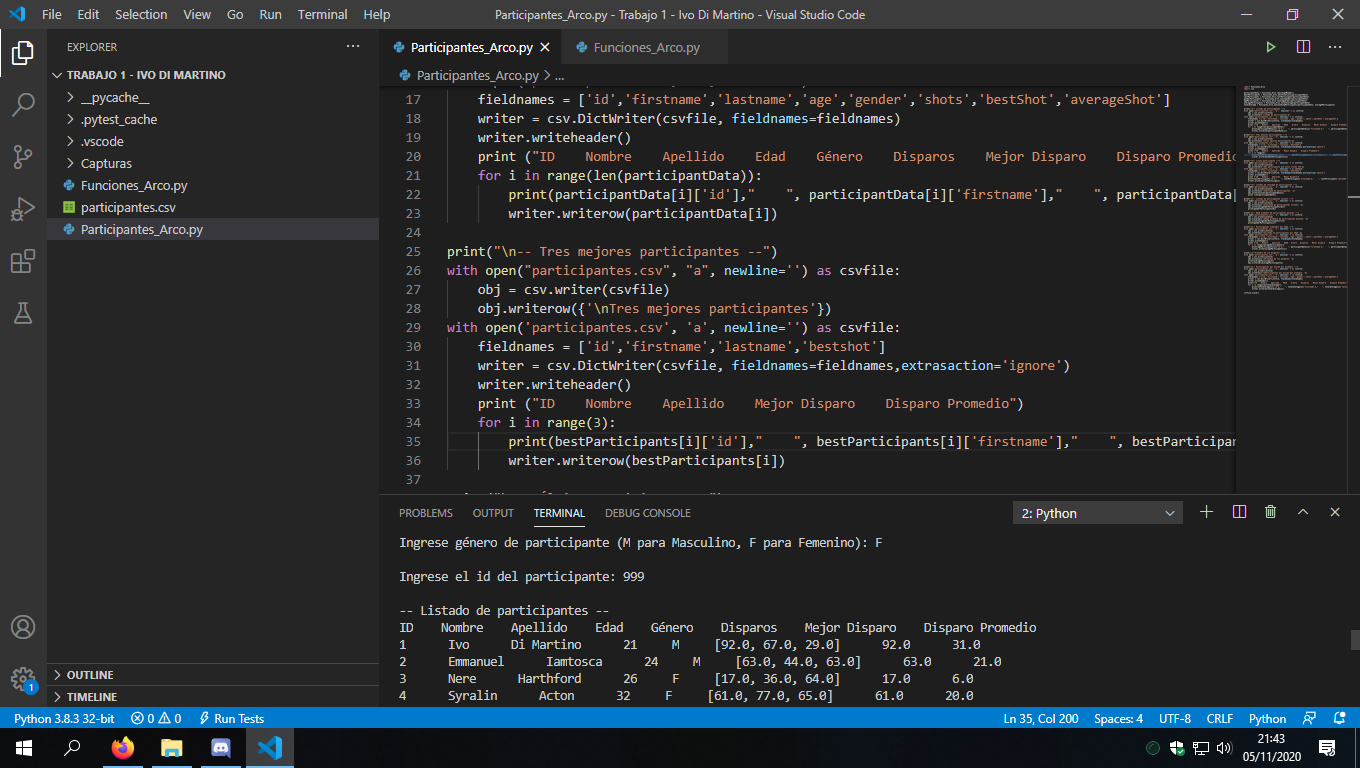 File Edit Selection View Go Run Terminal Help
Participantes_Arco.py - Trabajo 1 - Ivo Di Martino - Visual Studio Code
EXPLORER
TRABAJO 1 - IVO DI MARTINO
__pycache__
.pytest_cache
.vscode
Capturas
Funciones_Arco.py
participantes.csv
Participantes_Arco.py
OUTLINE
TIMELINE
Participantes_Arco.py
Funciones_Arco.py
Participantes_Arco.py > ...
17 fieldnames = ['id','firstname','lastname','age','gender','shots','bestShot','averageShot']
18 writer = csv.DictWriter(csvfile, fieldnames=fieldnames)
19 writer.writeheader()
20 print ("ID    Nombre    Apellido    Edad    Género    Disparos    Mejor Disparo    Disparo Promedio
21 for i in range(len(participantData)):
22 print(participantData[i]['id'],"    ", participantData[i]['firstname'],"    ", participantData
23 writer.writerow(participantData[i])
24
25 print("\n-- Tres mejores participantes --")
26 with open("participantes.csv", "a", newline='') as csvfile:
27 obj = csv.writer(csvfile)
28 obj.writerow({'\nTres mejores participantes'})
29 with open('participantes.csv', 'a', newline='') as csvfile:
30 fieldnames = ['id','firstname','lastname','bestshot']
31 writer = csv.DictWriter(csvfile, fieldnames=fieldnames,extrasaction='ignore')
32 writer.writeheader()
33 print ("ID    Nombre    Apellido    Mejor Disparo    Disparo Promedio")
34 for i in range(3):
35 print(bestParticipants[i]['id'],"    ", bestParticipants[i]['firstname'],"    ", bestParticipan
36 writer.writerow(bestParticipants[i])
37
PROBLEMS OUTPUT TERMINAL DEBUG CONSOLE
2: Python
Ingrese género de participante (M para Masculino, F para Femenino): F
Ingrese el id del participante: 999
-- Listado de participantes --
ID    Nombre    Apellido    Edad    Género    Disparos    Mejor Disparo    Disparo Promedio
1      Ivo      Di Martino      21     M     [92.0, 67.0, 29.0]      92.0      31.0
2      Emmanuel      Iamtosca      24     M     [63.0, 44.0, 63.0]      63.0      21.0
3      Nere      Harthford      26     F     [17.0, 36.0, 64.0]      17.0      6.0
4      Syralin      Acton      32     F     [61.0, 77.0, 65.0]      61.0      20.0
1
Python 3.8.3 32-bit 0 0 Run Tests
Ln 35, Col 200 Spaces: 4 UTF-8 CRLF Python
21:43
05/11/2020